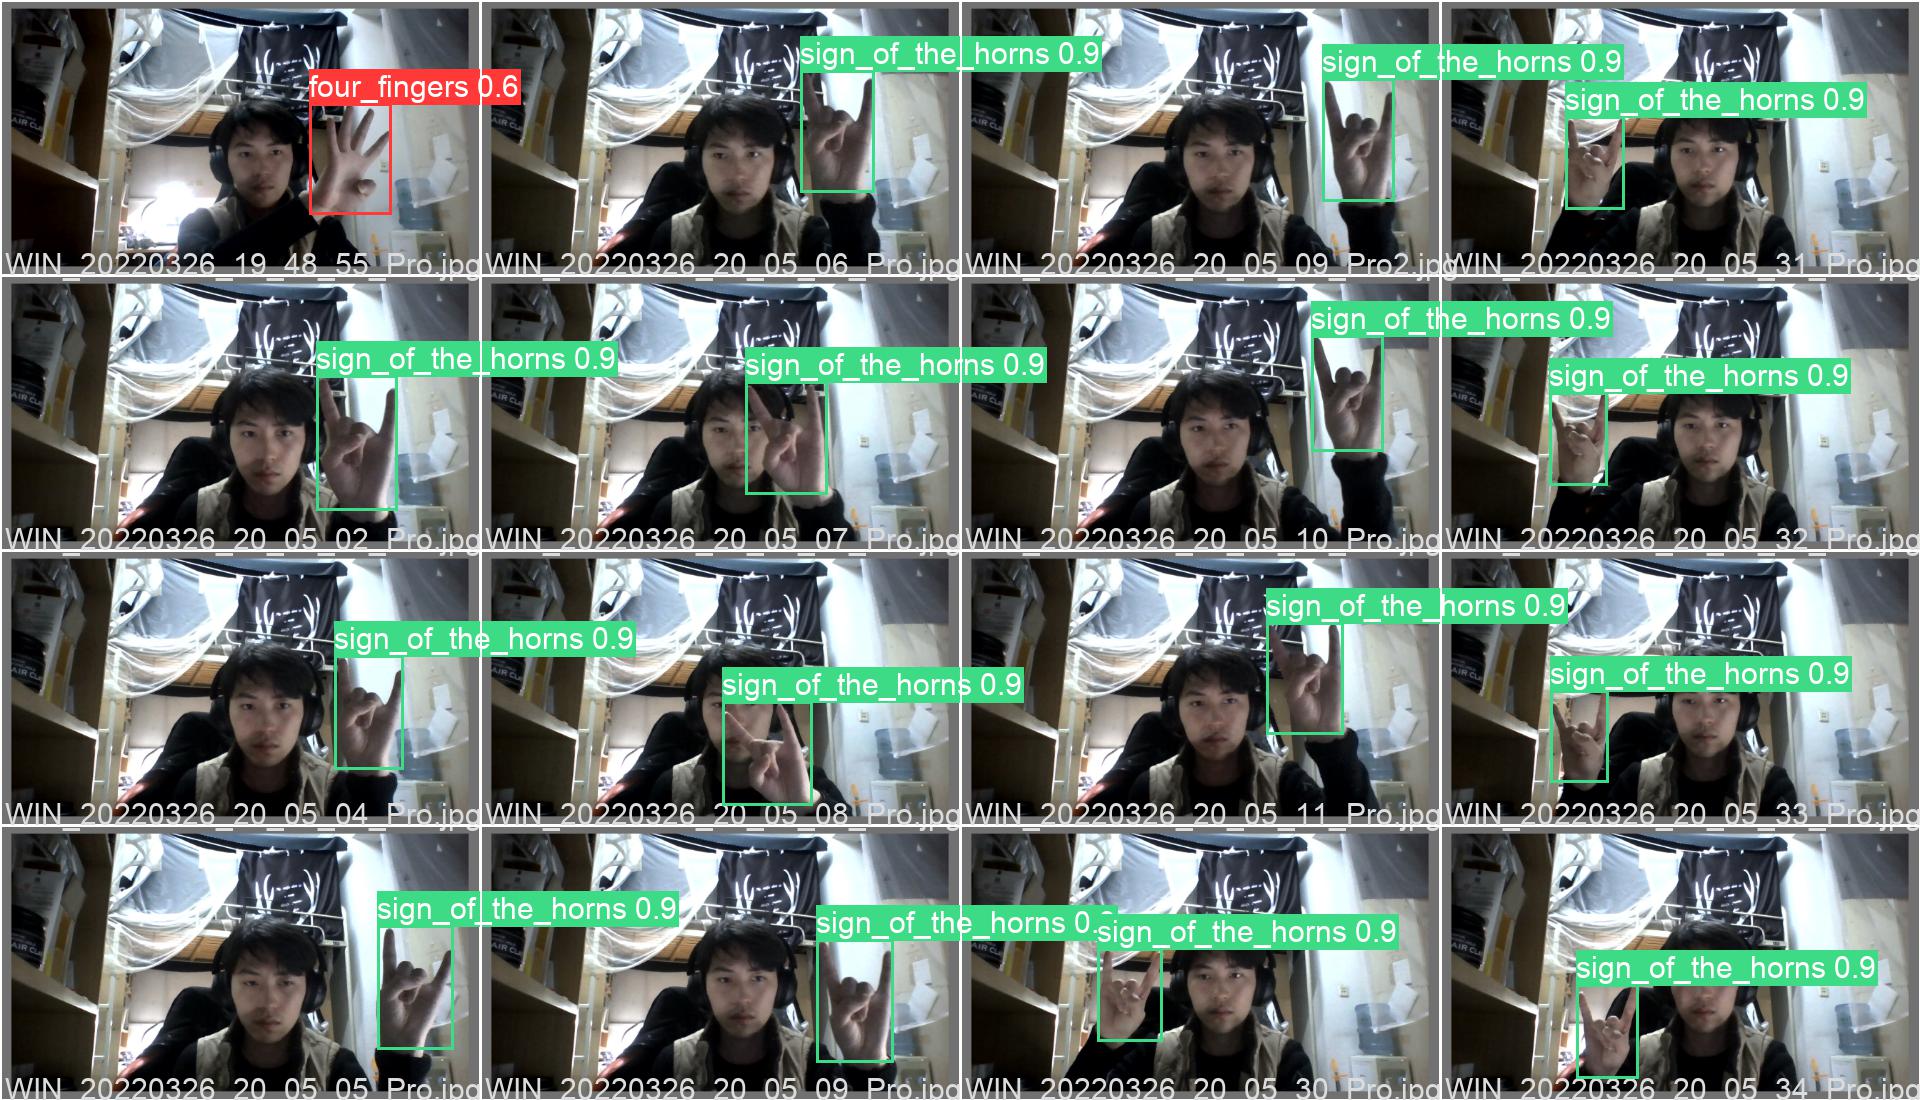 four_fingers 0.6
WIN_20220326_19_48_55_Pro.jpg
sign_of_the_horns 0.9
WIN_20220326_20_05_06_Pro.jpg
sign_of_the_horns 0.9
WIN_20220326_20_05_09_Pro2.jpg
sign_of_the_horns 0.9
WIN_20220326_20_05_31_Pro.jpg
sign_of_the_horns 0.9
WIN_20220326_20_05_02_Pro.jpg
sign_of_the_horns 0.9
WIN_20220326_20_05_07_Pro.jpg
sign_of_the_horns 0.9
WIN_20220326_20_05_10_Pro.jpg
sign_of_the_horns 0.9
WIN_20220326_20_05_32_Pro.jpg
sign_of_the_horns 0.9
WIN_20220326_20_05_04_Pro.jpg
sign_of_the_horns 0.9
WIN_20220326_20_05_08_Pro.jpg
sign_of_the_horns 0.9
WIN_20220326_20_05_11_Pro.jpg
sign_of_the_horns 0.9
WIN_20220326_20_05_33_Pro.jpg
sign_of_the_horns 0.9
WIN_20220326_20_05_05_Pro.jpg
sign_of_the_horns
WIN_20220326_20_05_09_Pro.jpg
sign_of_the_horns 0.9
WIN_20220326_20_05_30_Pro.jpg
sign_of_the_horns 0.9
WIN_20220326_20_05_34_Pro.jpg